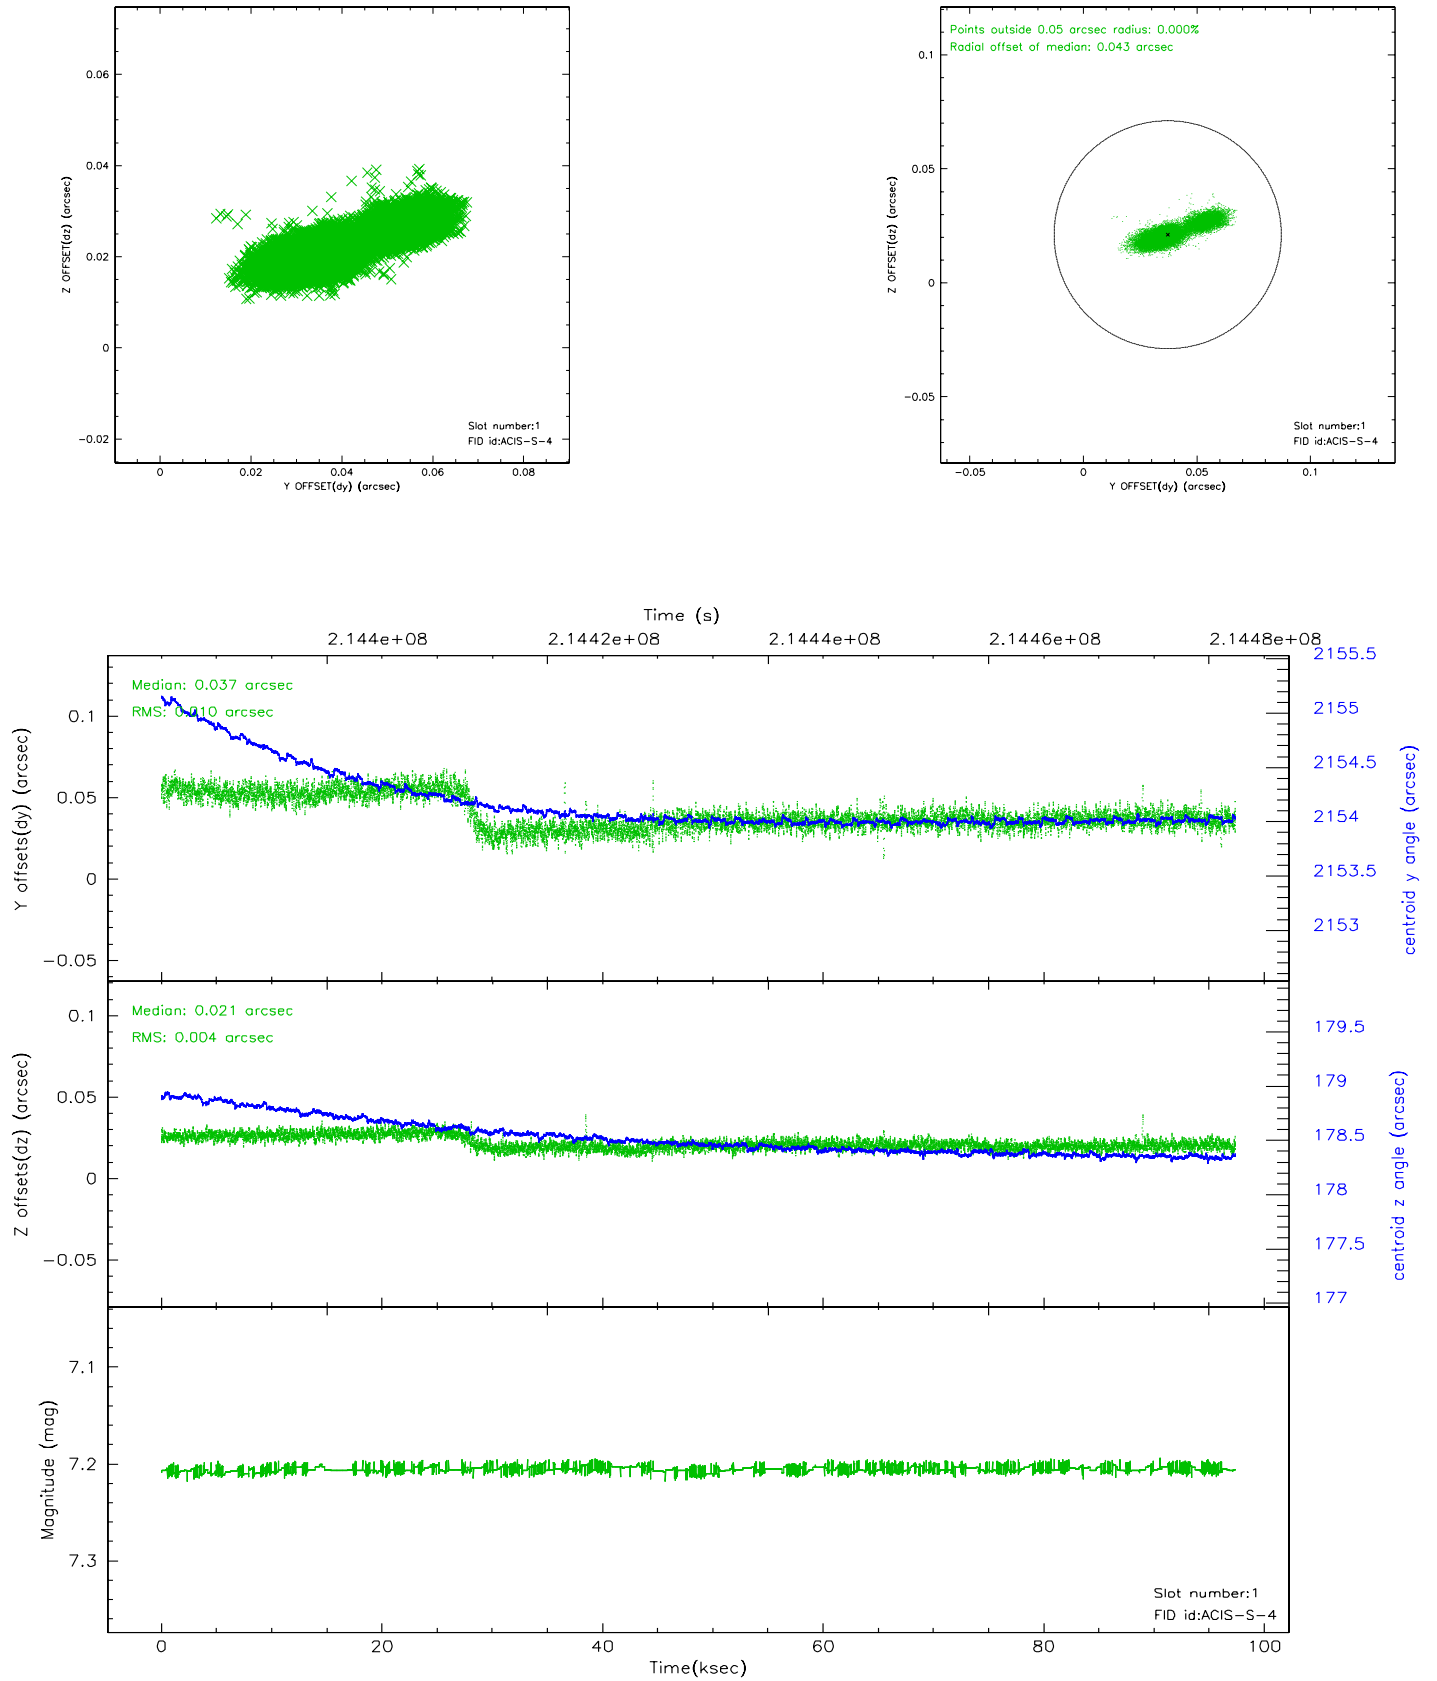 0.06
0.04
0.02
0
−0.02
Z OFFSET(dz) (arcsec)
Slot number:1
FID id:ACIS−S−4
0 0.02 0.04 0.06 0.08
Y OFFSET(dy) (arcsec)
Points outside 0.05 arcsec radius: 0.000%
Radial offset of median: 0.043 arcsec
0.1
0.05
0
−0.05
Z OFFSET(dz) (arcsec)
Slot number:1
FID id:ACIS−S−4
−0.05 0 0.05 0.1
Y OFFSET(dy) (arcsec)
Time (s)
2.144e+08 2.1442e+08 2.1444e+08 2.1446e+08 2.1448e+08
Median: 0.037 arcsec
RMS: 0.010 arcsec
0.1
0.05
0
−0.05
Y offsets(dy) (arcsec)
2155.5
2155
2154.5
2154
2153.5
2153
centroid y angle (arcsec)
Median: 0.021 arcsec
RMS: 0.004 arcsec
0.1
0.05
0
−0.05
Z offsets(dz) (arcsec)
179.5
179
178.5
178
177.5
177
centroid z angle (arcsec)
7.1
7.2
7.3
Magnitude (mag)
Slot number:1
FID id:ACIS−S−4
0 20 40 60 80 100
Time(ksec)